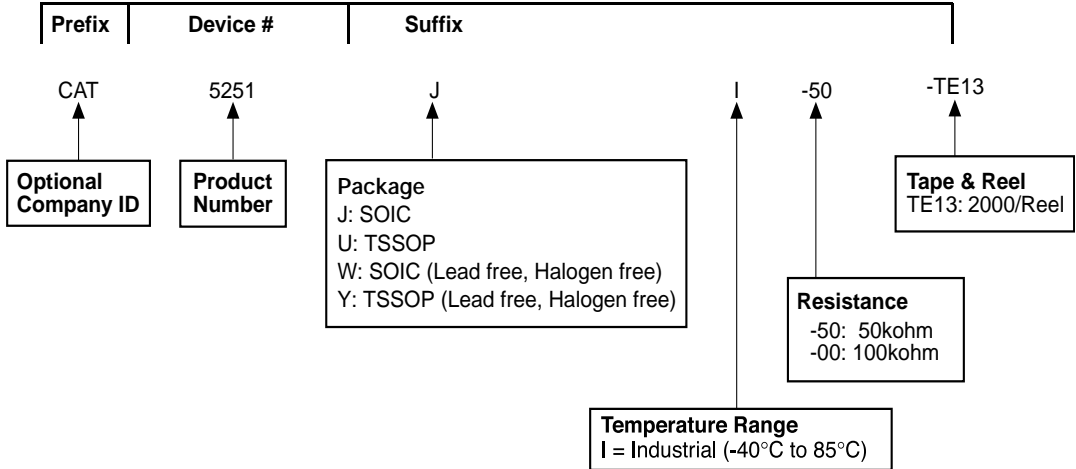 Prefix Device # Suffix
CAT 5251 J I -50 -TE13
Optional
Company ID
Product
Number
Package
J: SOIC
U: TSSOP
W: SOIC (Lead free, Halogen free)
Y: TSSOP (Lead free, Halogen free)
Tape & Reel
TE13: 2000/Reel
Resistance
-50: 50kohm
-00: 100kohm
Temperature Range
I = Industrial (-40°C to 85°C)